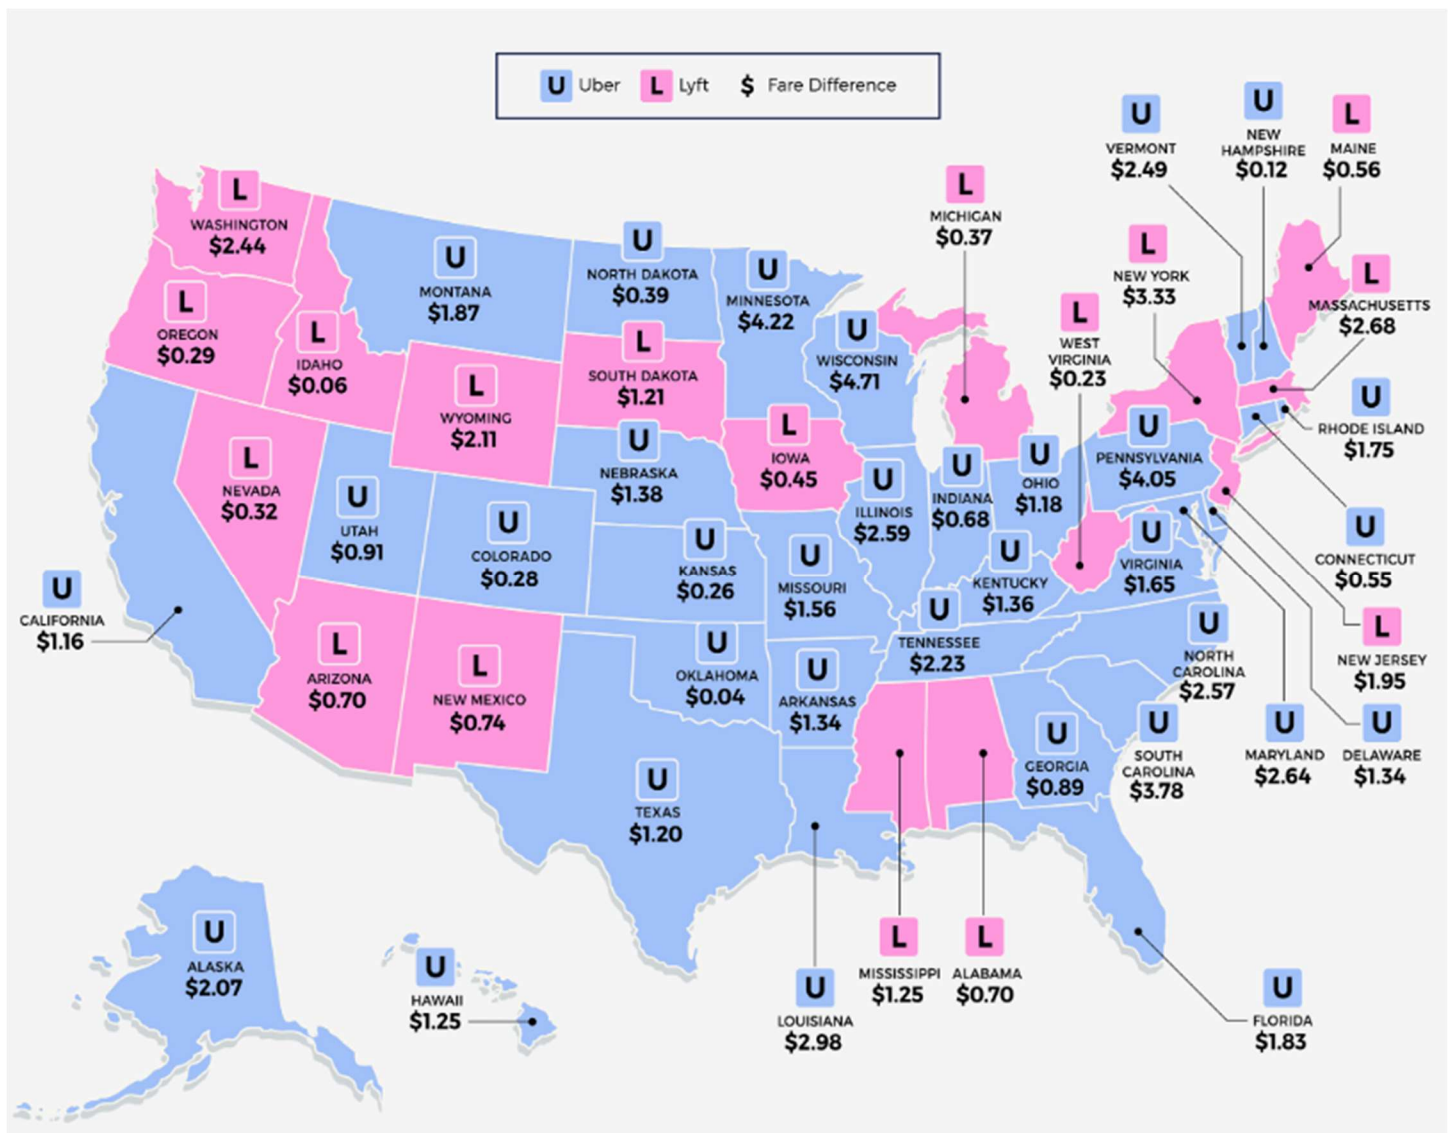 U Uber L Lyft $ Fare Difference
U
VERMONT
$2.49
U
NEW
HAMPSHIRE
$0.12
L
MAINE
$0.56
L
WASHINGTON
$2.44
L
MICHIGAN
$0.37
L
NEW YORK
$3.33
L
MASSACHUSETTS
$2.68
U
MONTANA
$1.87
U
NORTH DAKOTA
$0.39
U
MINNESOTA
$4.22
L
OREGON
$0.29
L
IDAHO
$0.06
L
WYOMING
$2.11
L
SOUTH DAKOTA
$1.21
U
WISCONSIN
$4.71
L
WEST
VIRGINIA
$0.23
U
RHODE ISLAND
$1.75
L
NEVADA
$0.32
U
UTAH
$0.91
U
COLORADO
$0.28
U
NEBRASKA
$1.38
L
IOWA
$0.45
U
ILLINOIS
$2.59
U
INDIANA
$0.68
U
OHIO
$1.18
U
PENNSYLVANIA
$4.05
U
CONNECTICUT
$0.55
U
CALIFORNIA
$1.16
U
KANSAS
$0.26
U
MISSOURI
$1.56
U
KENTUCKY
$1.36
U
VIRGINIA
$1.65
L
NEW JERSEY
$1.95
L
ARIZONA
$0.70
L
NEW MEXICO
$0.74
U
OKLAHOMA
$0.04
U
ARKANSAS
$1.34
U
TENNESSEE
$2.23
U
NORTH
CAROLINA
$2.57
U
TEXAS
$1.20
U
GEORGIA
$0.89
U
SOUTH
CAROLINA
$3.78
U
MARYLAND
$2.64
U
DELAWARE
$1.34
U
ALASKA
$2.07
U
HAWAII
$1.25
U
LOUISIANA
$2.98
L
MISSISSIPPI
$1.25
L
ALABAMA
$0.70
U
FLORIDA
$1.83